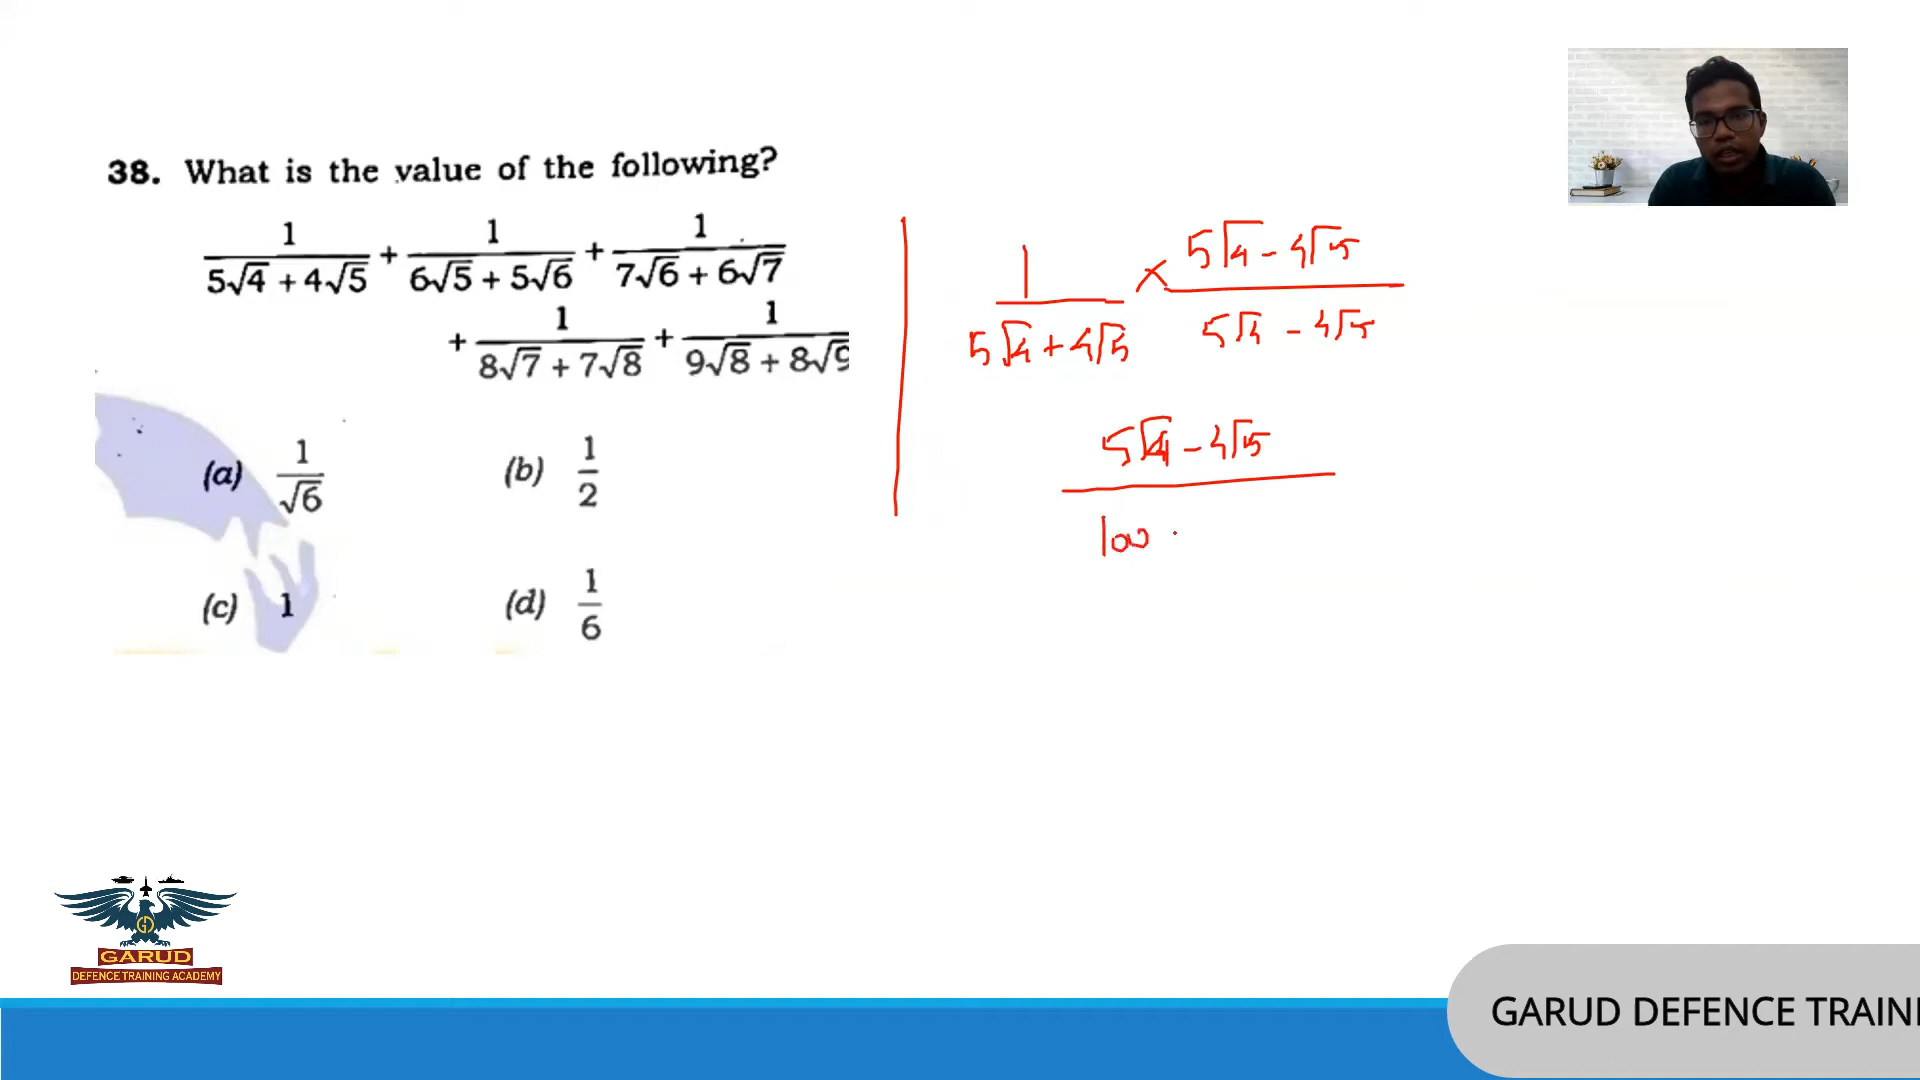 38. What is the value of the following?
1/(5√4 + 4√5) + 1/(6√5 + 5√6) + 1/(7√6 + 6√7)
+ 1/(8√7 + 7√8) + 1/(9√8 + 8√9
(a) 1/√6 (b) 1/2
(c) 1 (d) 1/6
1/(5√4 + 4√5) × (5√4 - 4√5)/(5√4 - 4√5)
(5√4 - 4√5)/100
GARUD
DEFENCE TRAINING ACADEMY
GARUD DEFENCE TRAINI